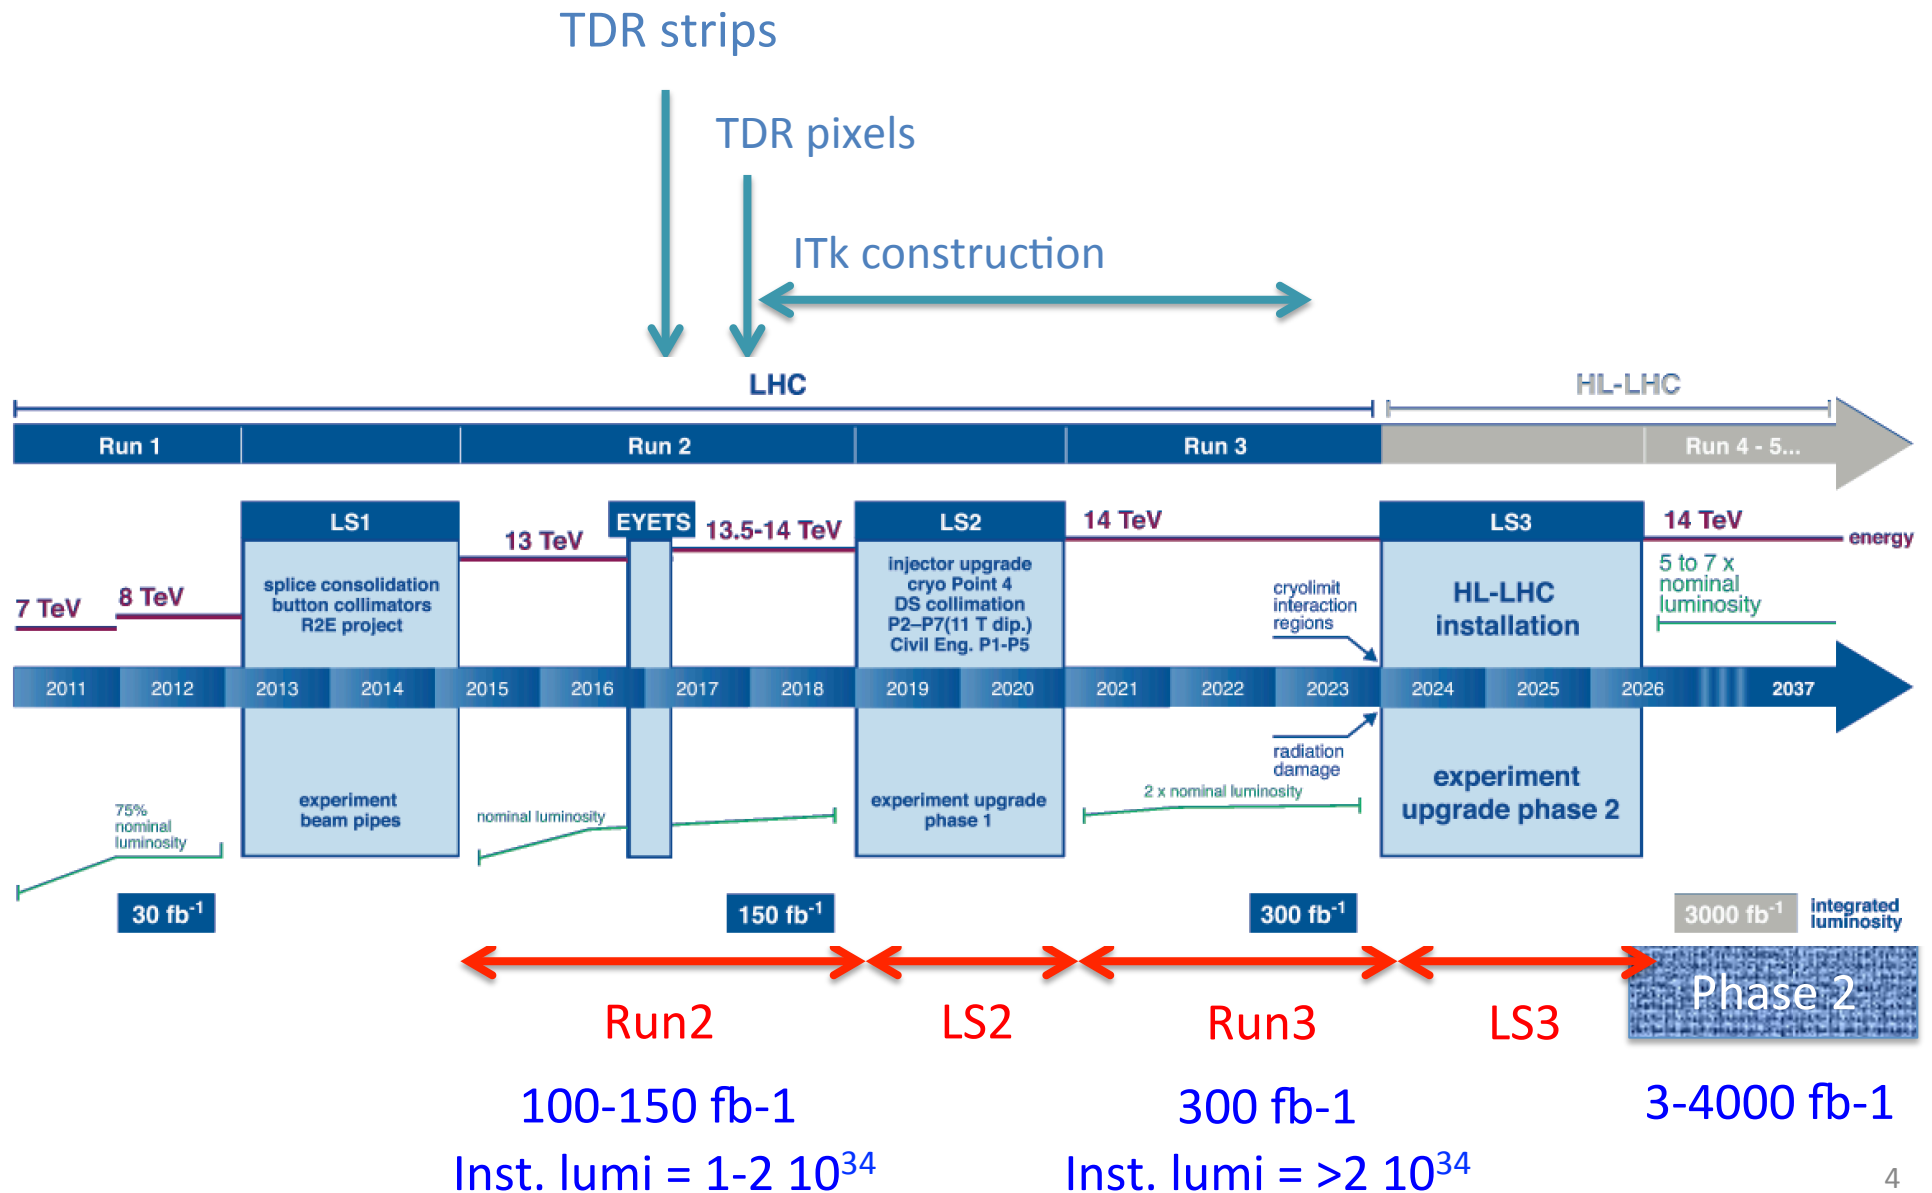 TDR strips
TDR pixels
ITk construction
LHC
HL-LHC
Run 1
Run 2
Run 3
Run 4 - 5...
LS1
EYETS
LS2
LS3
7 TeV
8 TeV
13 TeV
13.5-14 TeV
14 TeV
14 TeV
energy
splice consolidation
button collimators
R2E project
injector upgrade
cryo Point 4
DS collimation
P2–P7(11 T dip.)
Civil Eng. P1-P5
cryolimit
interaction
regions
HL-LHC
installation
5 to 7 x
nominal
luminosity
2011
2012
2013
2014
2015
2016
2017
2018
2019
2020
2021
2022
2023
2024
2025
2026
2037
75%
nominal
luminosity
experiment
beam pipes
nominal luminosity
experiment upgrade
phase 1
radiation
damage
2 x nominal luminosity
experiment
upgrade phase 2
30 fb⁻¹
150 fb⁻¹
300 fb⁻¹
3000 fb⁻¹
integrated
luminosity
Run2
LS2
Run3
LS3
Phase 2
100-150 fb-1
300 fb-1
3-4000 fb-1
Inst. lumi = 1-2 10³⁴
Inst. lumi = >2 10³⁴
4